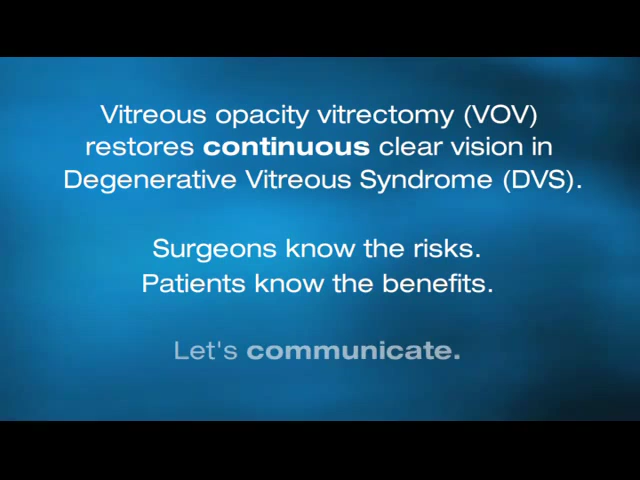 Vitreous opacity vitrectomy (VOV)
restores continuous clear vision in
Degenerative Vitreous Syndrome (DVS).
Surgeons know the risks.
Patients know the benefits.
Let's communicate.